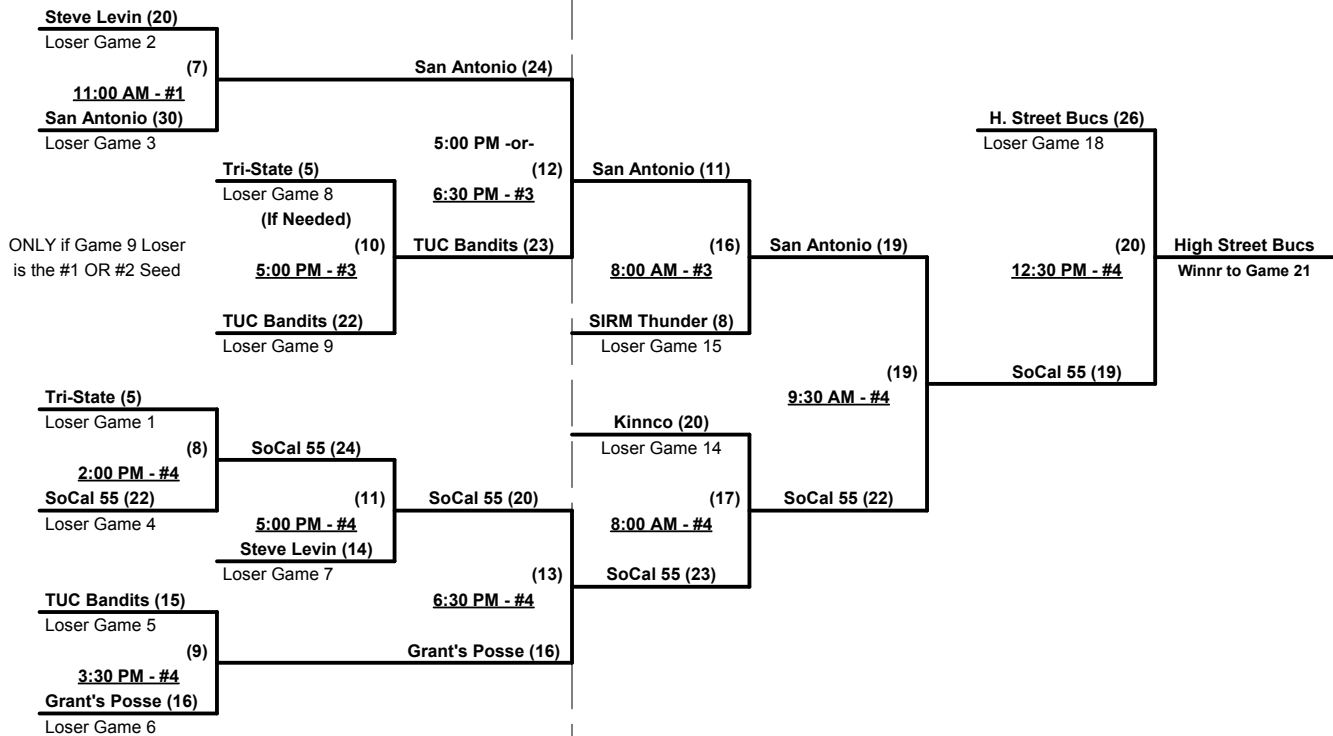 Steve Levin (20)
Loser Game 2
(7)
11:00 AM - #1
San Antonio (30)
Loser Game 3
San Antonio (24)
5:00 PM -or-
(12)
6:30 PM - #3
Tri-State (5)
Loser Game 8
(If Needed)
(10)
5:00 PM - #3
ONLY if Game 9 Loser
is the #1 OR #2 Seed
TUC Bandits (23)
TUC Bandits (22)
Loser Game 9
San Antonio (11)
(16)
8:00 AM - #3
SIRM Thunder (8)
Loser Game 15
San Antonio (19)
H. Street Bucs (26)
Loser Game 18
(20)
12:30 PM - #4
High Street Bucs
Winnr to Game 21
Tri-State (5)
Loser Game 1
(8)
2:00 PM - #4
SoCal 55 (22)
Loser Game 4
SoCal 55 (24)
(11)
5:00 PM - #4
Steve Levin (14)
Loser Game 7
SoCal 55 (20)
(13)
6:30 PM - #4
TUC Bandits (15)
Loser Game 5
(9)
3:30 PM - #4
Grant's Posse (16)
Loser Game 6
Grant's Posse (16)
Kinnco (20)
Loser Game 14
(17)
8:00 AM - #4
SoCal 55 (23)
SoCal 55 (22)
(19)
9:30 AM - #4
SoCal 55 (19)